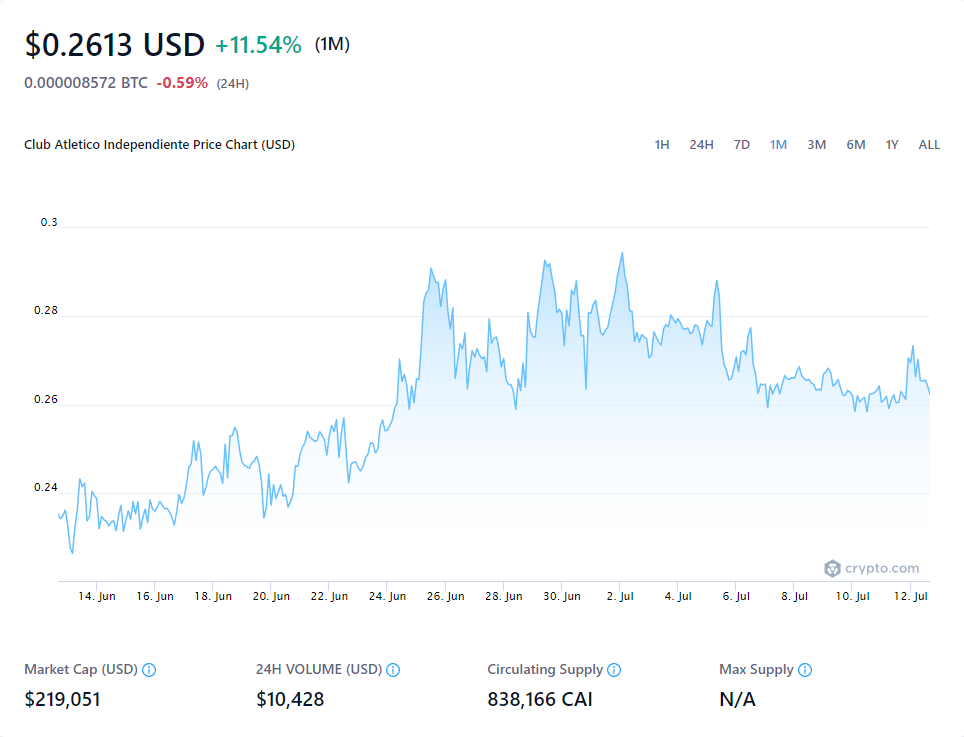 $0.2613 USD +11.54% (1M)
0.000008572 BTC -0.59% (24H)
Club Atletico Independiente Price Chart (USD) 1H 24H 7D 1M 3M 6M 1Y ALL
0.3
0.28
0.26
0.24
crypto.com
14. Jun 16. Jun 18. Jun 20. Jun 22. Jun 24. Jun 26. Jun 28. Jun 30. Jun 2. Jul 4. Jul 6. Jul 8. Jul 10. Jul 12. Jul
Market Cap (USD) 24H VOLUME (USD) Circulating Supply Max Supply
$219,051 $10,428 838,166 CAI N/A